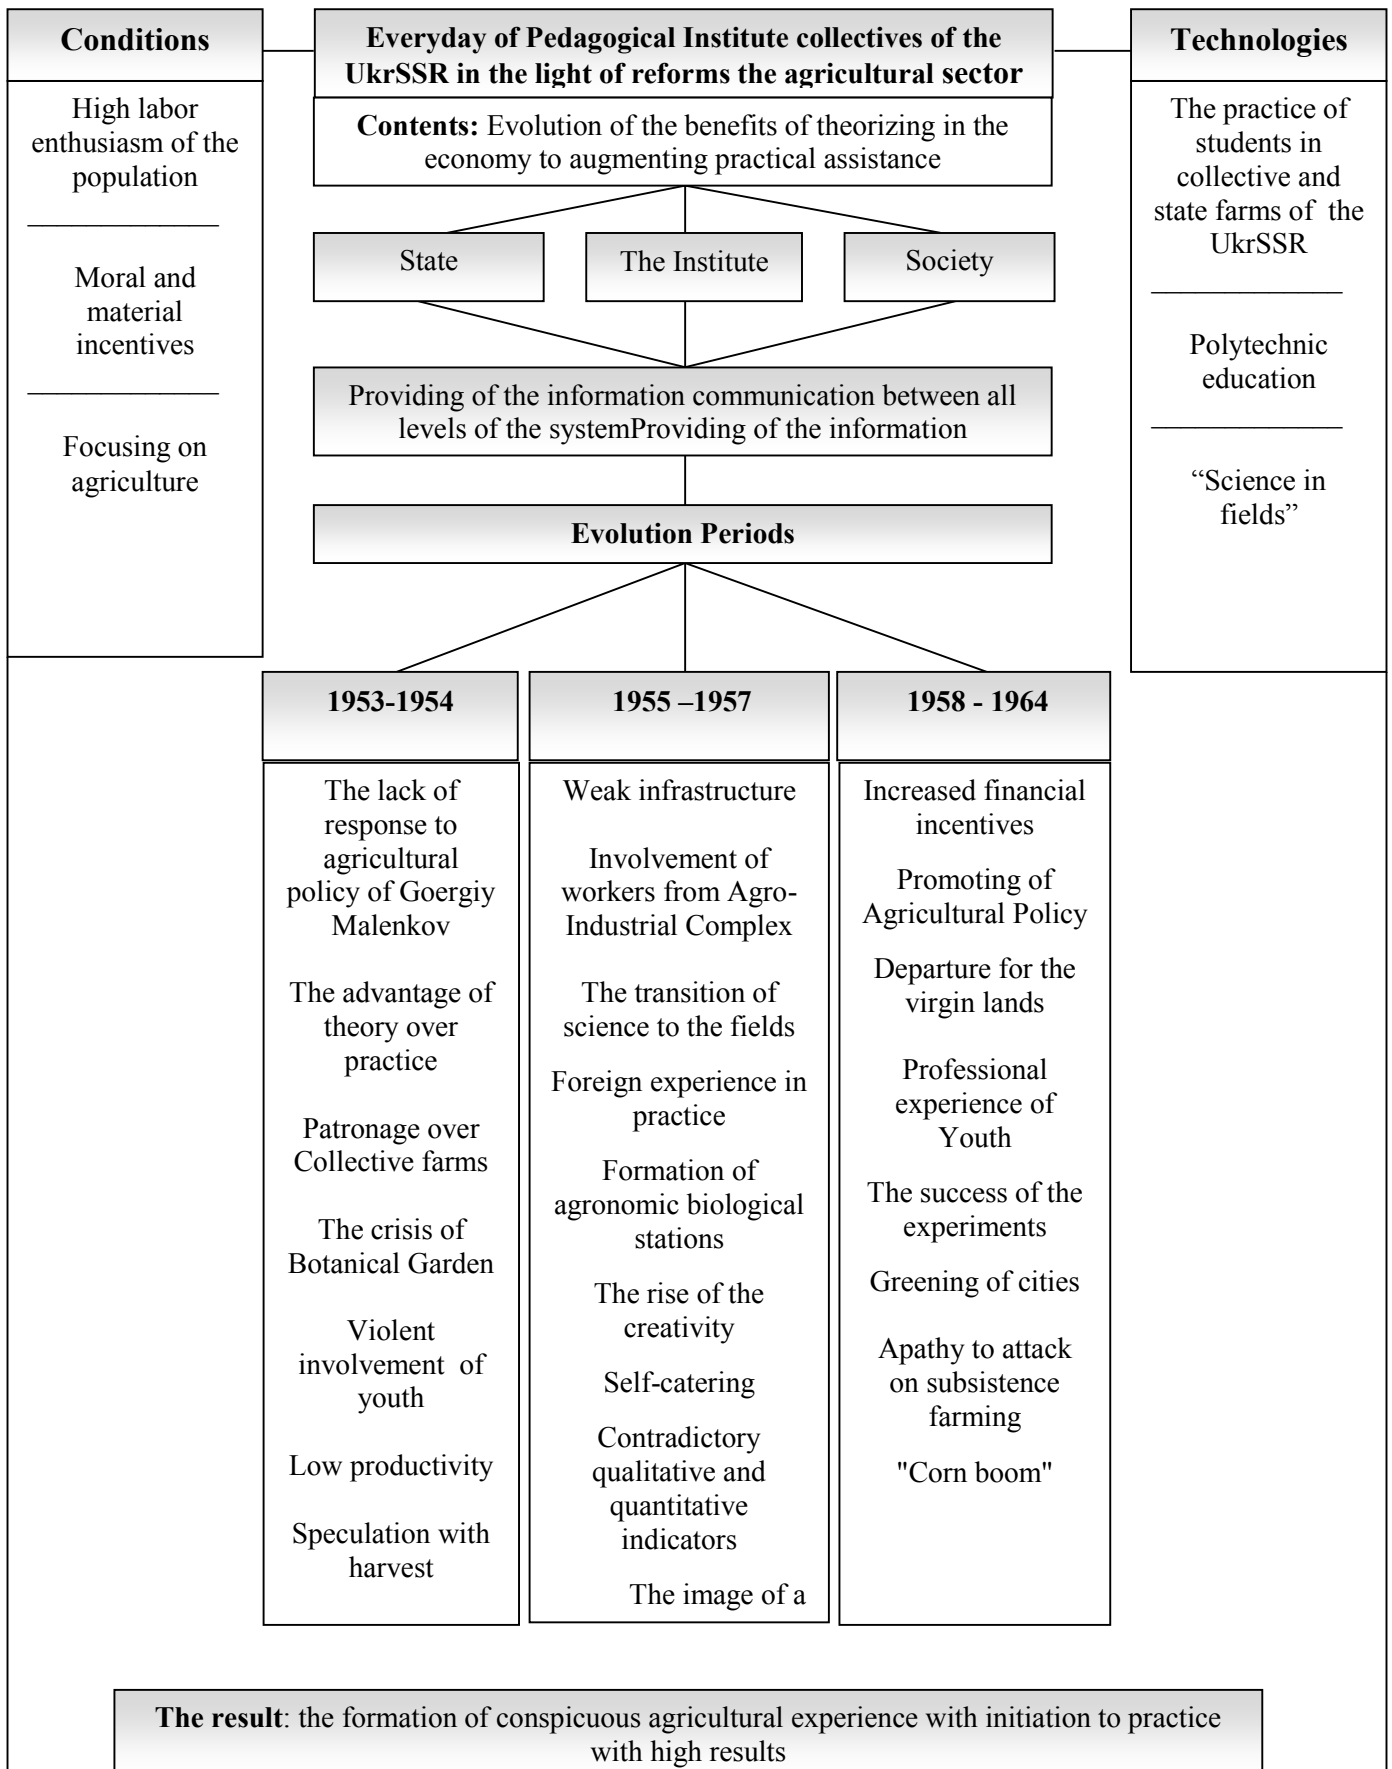 Conditions
High labor
enthusiasm of the
population
Moral and
material
incentives
Focusing on
agriculture
Everyday of Pedagogical Institute collectives of the
UkrSSR in the light of reforms the agricultural sector
Contents: Evolution of the benefits of theorizing in the
economy to augmenting practical assistance
State
The Institute
Society
Providing of the information communication between all
levels of the systemProviding of the information
Evolution Periods
Technologies
The practice of
students in
collective and
state farms of the
UkrSSR
Polytechnic
education
“Science in
fields”
1953-1954
The lack of
response to
agricultural
policy of Goergiy
Malenkov
The advantage of
theory over
practice
Patronage over
Collective farms
The crisis of
Botanical Garden
Violent
involvement of
youth
Low productivity
Speculation with
harvest
1955 –1957
Weak infrastructure
Involvement of
workers from Agro-
Industrial Complex
The transition of
science to the fields
Foreign experience in
practice
Formation of
agronomic biological
stations
The rise of the
creativity
Self-catering
Contradictory
qualitative and
quantitative
indicators
The image of a
1958 - 1964
Increased financial
incentives
Promoting of
Agricultural Policy
Departure for the
virgin lands
Professional
experience of
Youth
The success of the
experiments
Greening of cities
Apathy to attack
on subsistence
farming
"Corn boom"
The result: the formation of conspicuous agricultural experience with initiation to practice
with high results